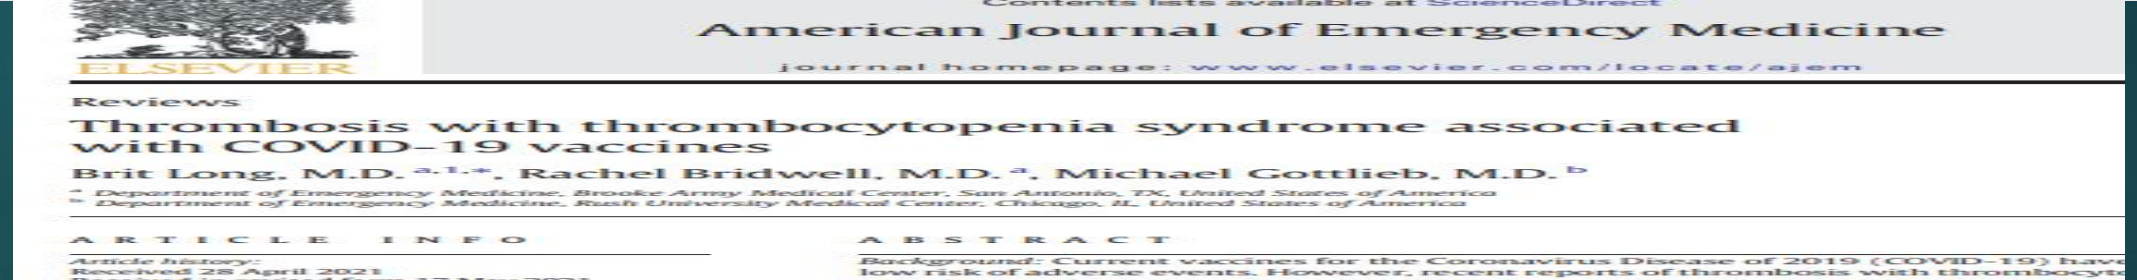 Contents lists available at ScienceDirect
American Journal of Emergency Medicine
journal homepage: www.elsevier.com/locate/ajem
ELSEVIER
Reviews
Thrombosis with thrombocytopenia syndrome associated
with COVID-19 vaccines
Brit Long, M.D. a,1,*, Rachel Bridwell, M.D. a, Michael Gottlieb, M.D. b
a Department of Emergency Medicine, Brooke Army Medical Center, San Antonio, TX, United States of America
b Department of Emergency Medicine, Rush University Medical Center, Chicago, IL, United States of America
ARTICLE INFO
Article history:
Received 28 April 2021
ABSTRACT
Background: Current vaccines for the Coronavirus Disease of 2019 (COVID-19) have
low risk of adverse events. However, recent reports of thrombosis with